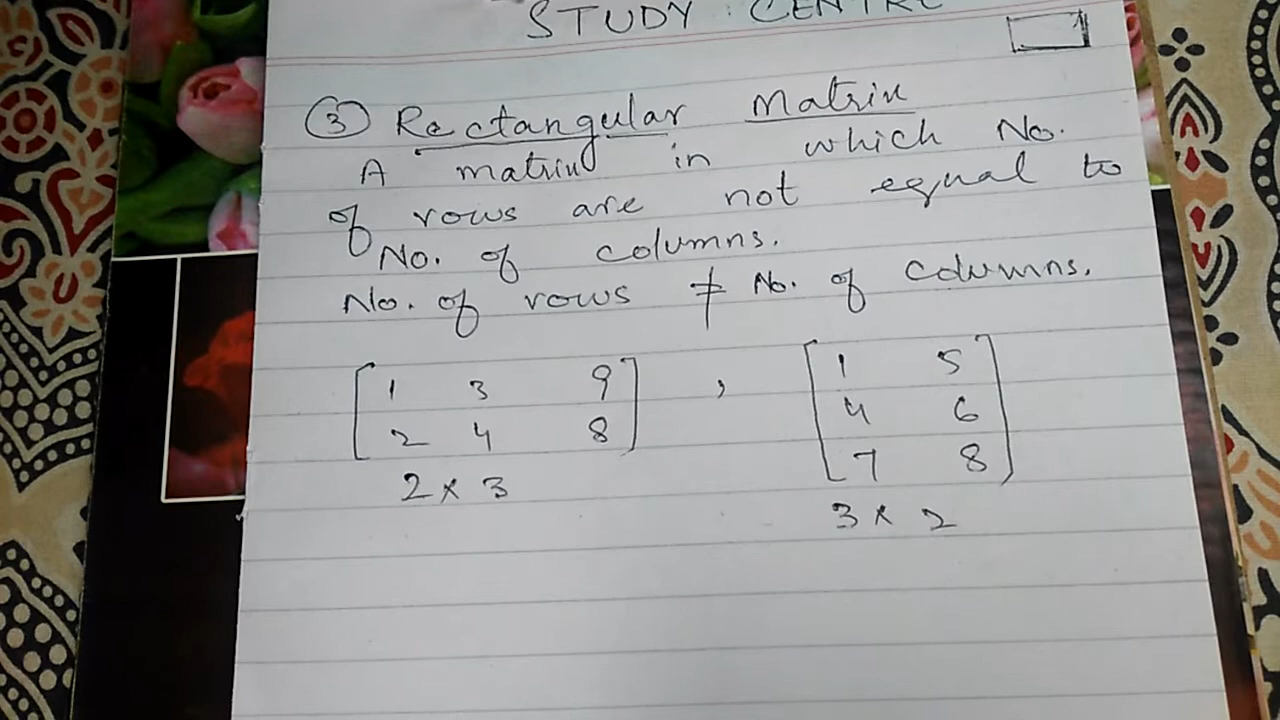 STUDY CENTRE
③ Rectangular Matrix
A matrix in which No.
of rows are not equal to
No. of columns.
No. of rows ≠ No. of columns.
[1 3 9 , [1 5
2 4 8] 4 6
7 8]
2 × 3
3 × 2